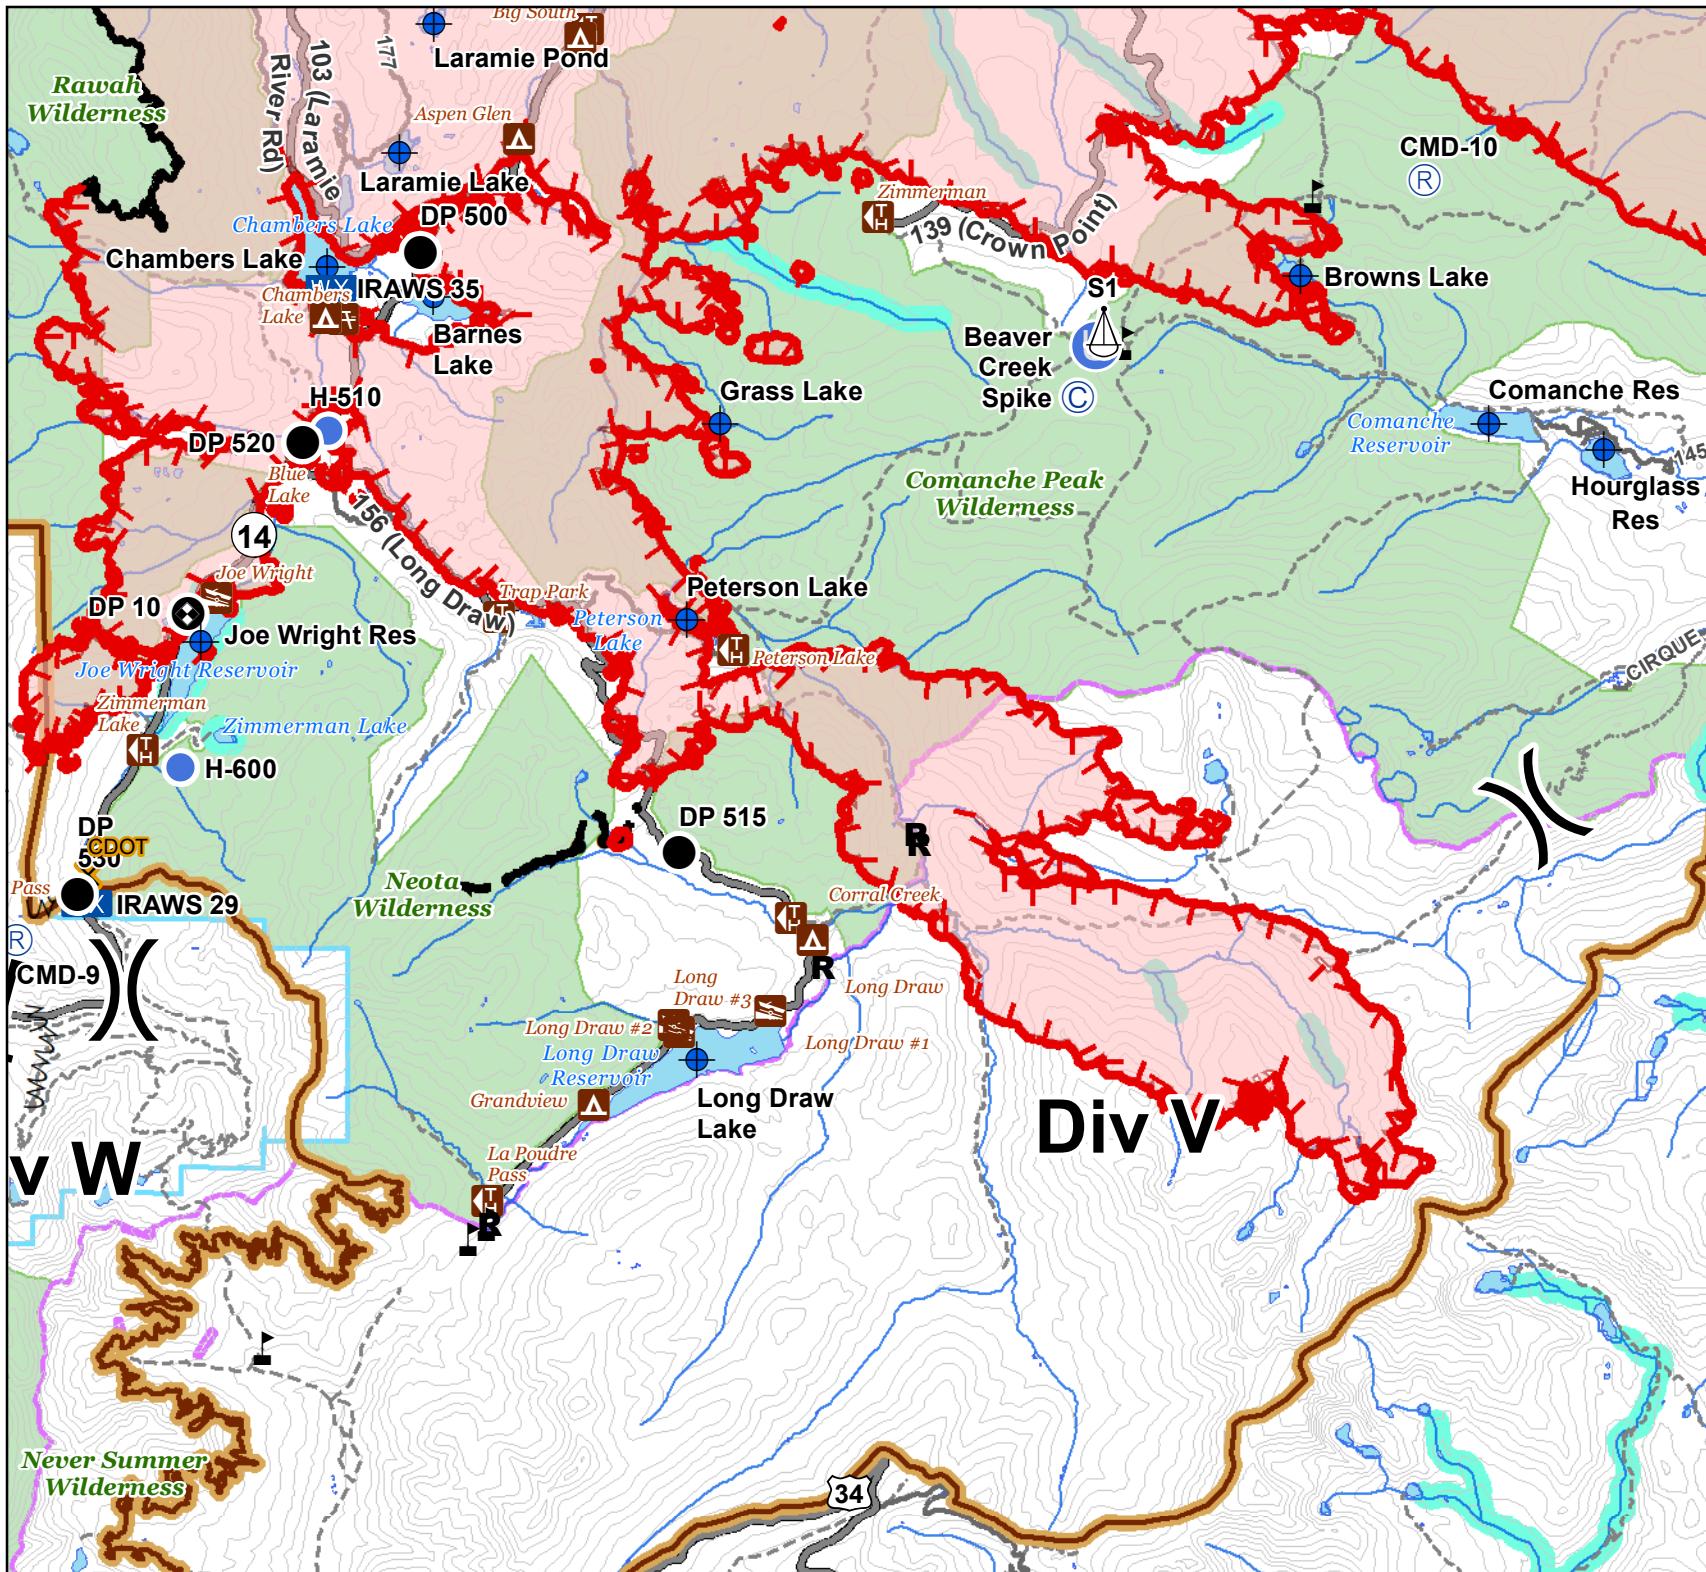 Big South
Laramie Pond
177
103 (Laramie
River Rd)
Rawah
Wilderness
Aspen Glen
CMD-10
R
Laramie Lake
DP 500
Zimmerman
TH
139 (Crown Point)
Chambers Lake
Chambers Lake
IRAWS 35
Chambers
Lake
Barnes
Lake
S1
Browns Lake
Beaver
Creek
Spike
C
Grass Lake
Comanche Res
Comanche
Reservoir
145
Hourglass
Res
H-510
DP 520
Blue
Lake
Comanche Peak
Wilderness
14
156 (Long Draw)
Joe Wright
Trap Park
TH
Peterson Lake
Peterson
Lake
DP 10
Joe Wright Res
Joe Wright Reservoir
TH
Peterson Lake
CIRQUE
Zimmerman
Lake
Zimmerman Lake
TH
H-600
DP
530
CDOT
DP 515
R
R
Neota
Wilderness
Pass
IRAWS 29
Corral Creek
TH
R
CMD-9
R
Long
Draw #3
Long Draw
Long Draw #2
Long Draw #1
Long Draw
Reservoir
Grandview
Long Draw
Lake
Div V
v W
La Poudre
Pass
TH
R
Never Summer
Wilderness
34